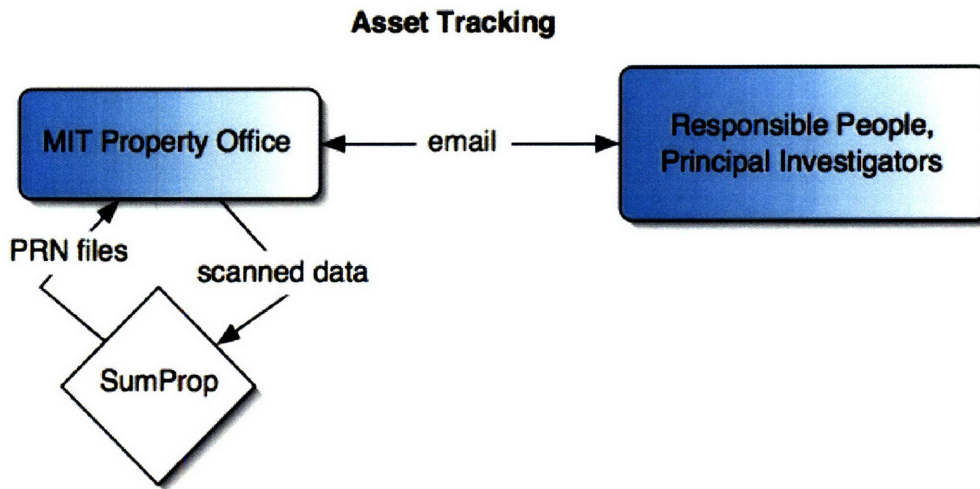 Asset Tracking
MIT Property Office
email
Responsible People,
Principal Investigators
PRN files
scanned data
SumProp